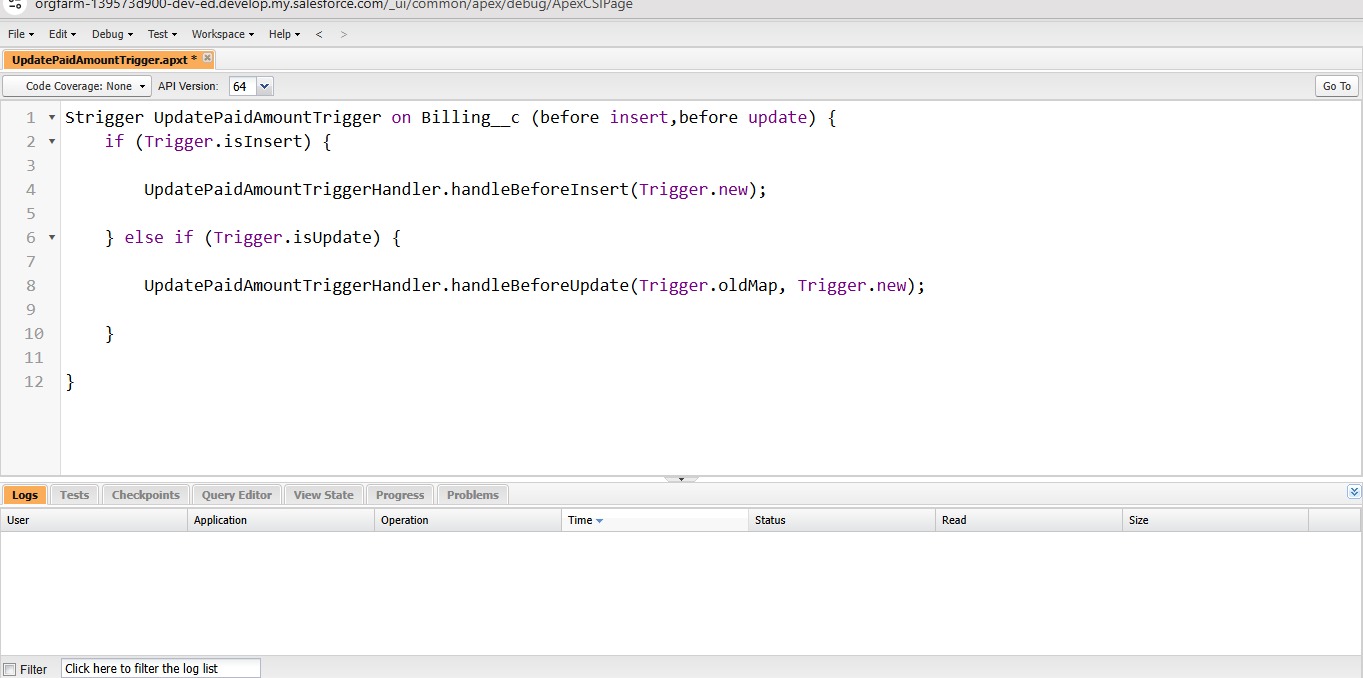 orgfarm-139573d900-dev-ed.develop.my.salesforce.com/_ui/common/apex/debug/ApexCSIPage
File Edit Debug Test Workspace Help < >
UpdatePaidAmountTrigger.apxt *
Code Coverage: None API Version: 64 Go To
1 Strigger UpdatePaidAmountTrigger on Billing__c (before insert,before update) {
2 if (Trigger.isInsert) {
3
4 UpdatePaidAmountTriggerHandler.handleBeforeInsert(Trigger.new);
5
6 } else if (Trigger.isUpdate) {
7
8 UpdatePaidAmountTriggerHandler.handleBeforeUpdate(Trigger.oldMap, Trigger.new);
9
10 }
11
12 }
Logs Tests Checkpoints Query Editor View State Progress Problems
User Application Operation Time Status Read Size
Filter Click here to filter the log list